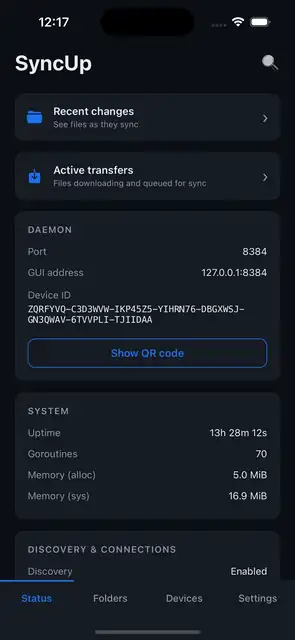 12:17
SyncUp
Recent changes
See files as they sync
Active transfers
Files downloading and queued for sync
DAEMON
Port 8384
GUI address 127.0.0.1:8384
Device ID
ZQRFYVQ-C3D3WVW-IKP45Z5-YIHRN76-DBGXWSJ-
GN3QWAV-6TVVPLI-TJIIDAA
Show QR code
SYSTEM
Uptime 13h 28m 12s
Goroutines 70
Memory (alloc) 5.0 MiB
Memory (sys) 16.9 MiB
DISCOVERY & CONNECTIONS
Discovery Enabled
Status Folders Devices Settings